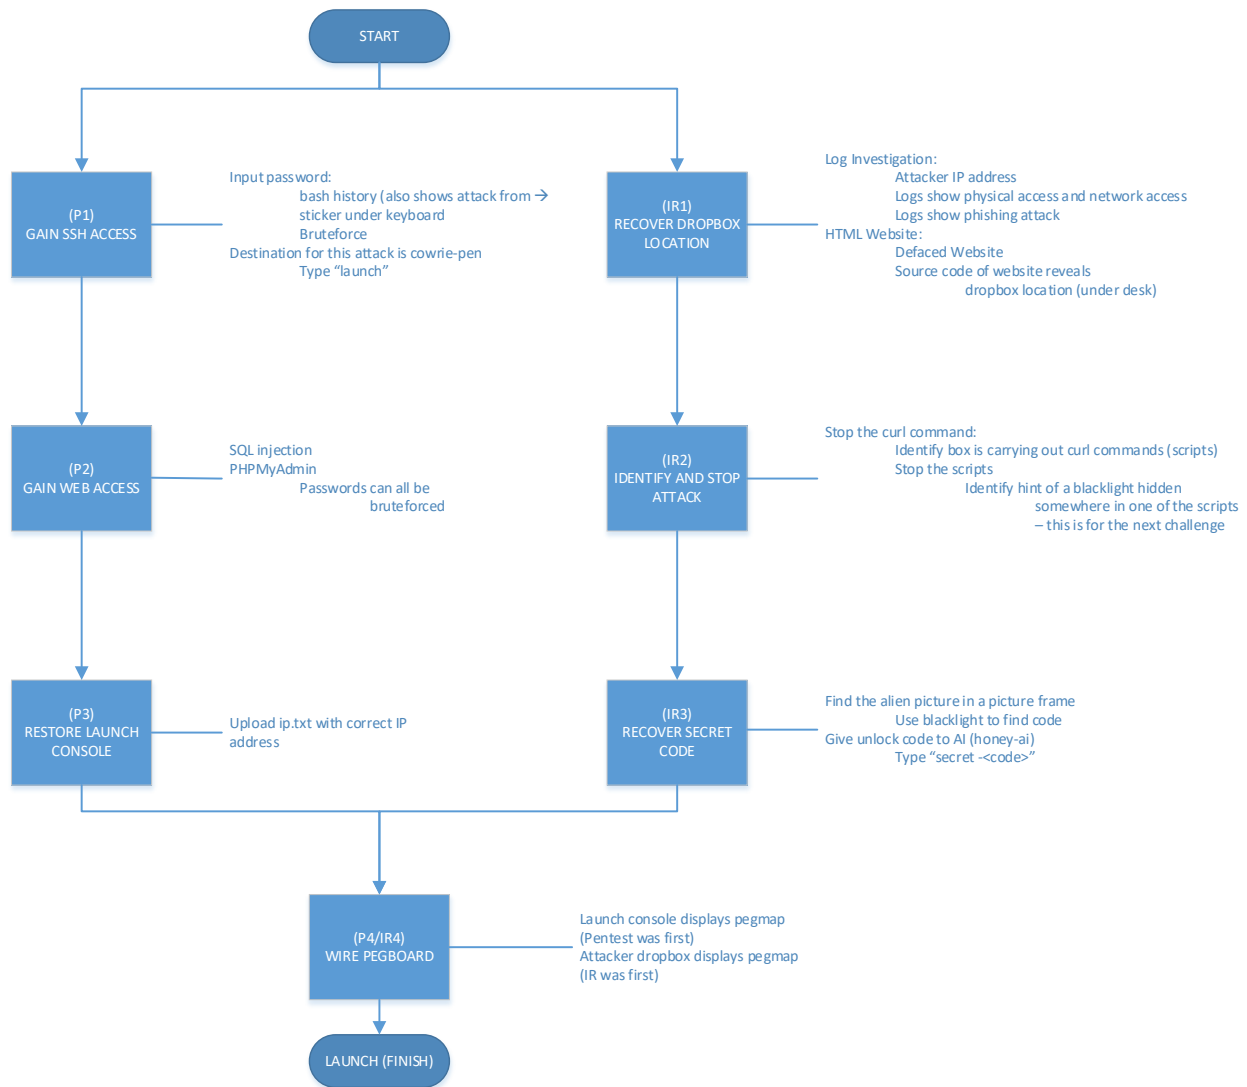 START
(P1)
GAIN SSH ACCESS
Input password:
bash history (also shows attack from →
sticker under keyboard
Bruteforce
Destination for this attack is cowrie-pen
Type “launch”
(IR1)
RECOVER DROPBOX
LOCATION
Log Investigation:
Attacker IP address
Logs show physical access and network access
Logs show phishing attack
HTML Website:
Defaced Website
Source code of website reveals
dropbox location (under desk)
(P2)
GAIN WEB ACCESS
SQL injection
PHPMyAdmin
Passwords can all be
bruteforced
(IR2)
IDENTIFY AND STOP
ATTACK
Stop the curl command:
Identify box is carrying out curl commands (scripts)
Stop the scripts
Identify hint of a blacklight hidden
somewhere in one of the scripts
– this is for the next challenge
(P3)
RESTORE LAUNCH
CONSOLE
Upload ip.txt with correct IP
address
(IR3)
RECOVER SECRET
CODE
Find the alien picture in a picture frame
Use blacklight to find code
Give unlock code to AI (honey-ai)
Type “secret -<code>”
(P4/IR4)
WIRE PEGBOARD
Launch console displays pegmap
(Pentest was first)
Attacker dropbox displays pegmap
(IR was first)
LAUNCH (FINISH)